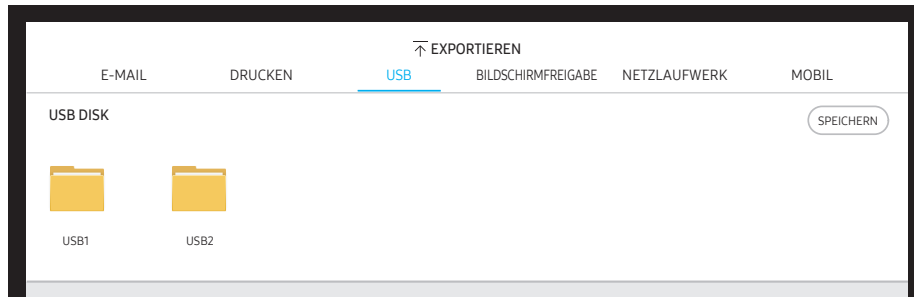 EXPORTIEREN
E-MAIL DRUCKEN USB BILDSCHIRMFREIGABE NETZLAUFWERK MOBIL
USB DISK SPEICHERN
USB1 USB2